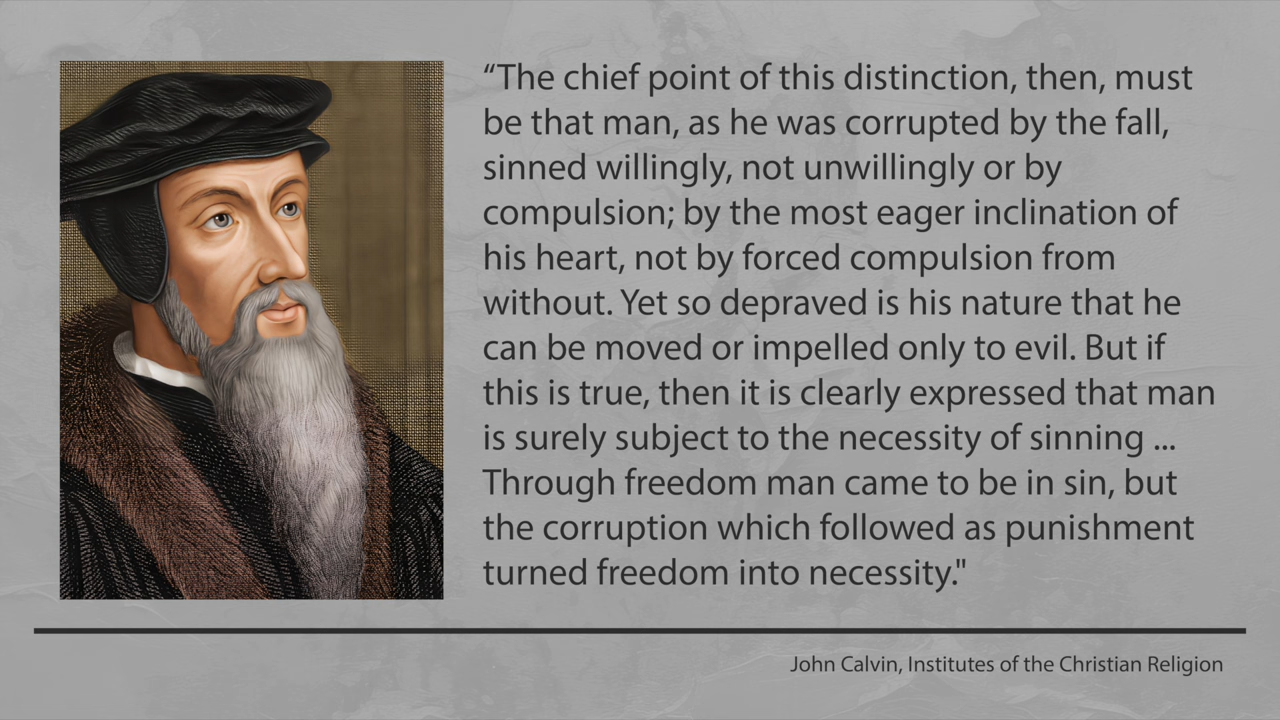 “The chief point of this distinction, then, must
be that man, as he was corrupted by the fall,
sinned willingly, not unwillingly or by
compulsion; by the most eager inclination of
his heart, not by forced compulsion from
without. Yet so depraved is his nature that he
can be moved or impelled only to evil. But if
this is true, then it is clearly expressed that man
is surely subject to the necessity of sinning ...
Through freedom man came to be in sin, but
the corruption which followed as punishment
turned freedom into necessity."
John Calvin, Institutes of the Christian Religion